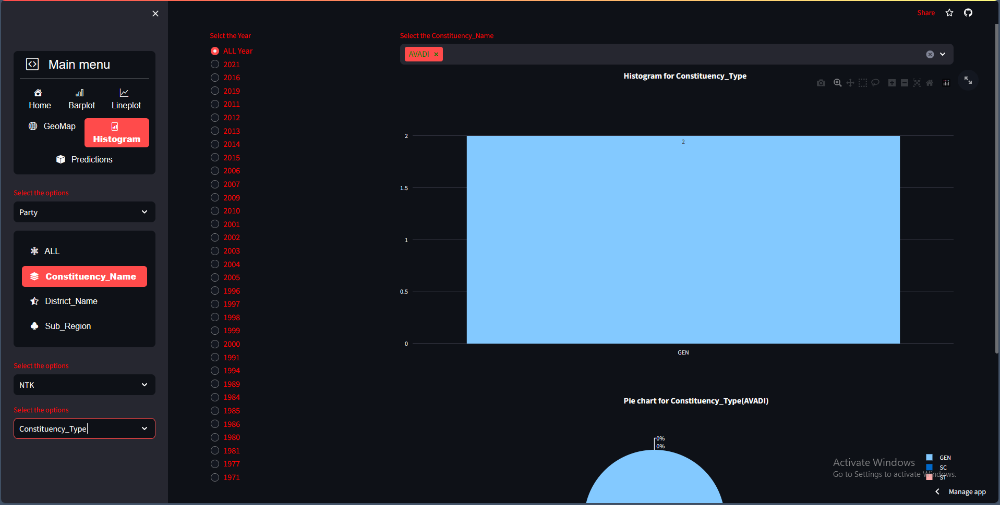 Main menu
Home
Barplot
Lineplot
GeoMap
Histogram
Predictions
Select the options
Party
ALL
Constituency_Name
District_Name
Sub_Region
Select the options
NTK
Select the options
Constituency_Type
Share
Selct the Year
ALL Year
2021
2016
2019
2011
2012
2013
2014
2015
2006
2007
2009
2010
2001
2002
2003
2004
2005
1996
1997
1998
1999
2000
1991
1994
1989
1984
1985
1986
1980
1981
1977
1971
Select the Constituency_Name
AVADI
Histogram for Constituency_Type
2
2
1.5
1
0.5
0
GEN
Pie chart for Constituency_Type(AVADI)
0%
0%
GEN
SC
ST
Activate Windows
Go to Settings to activate Windows.
Manage app